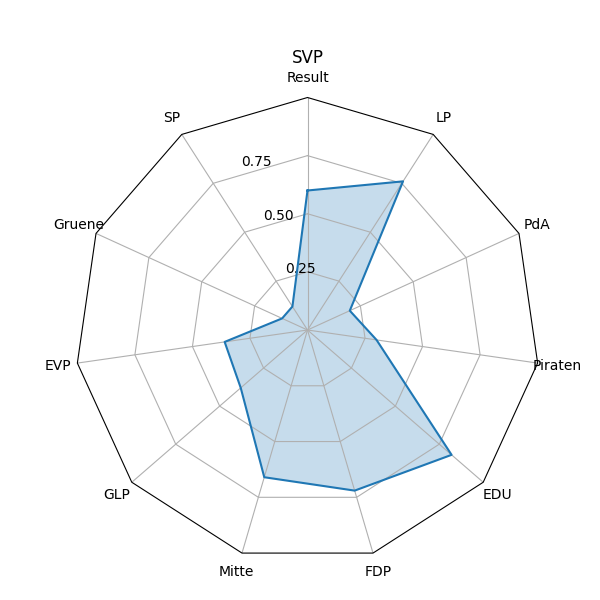 SVP
Result
SP
LP
0.75
0.50
Gruene
PdA
0.25
EVP
Piraten
GLP
EDU
Mitte
FDP